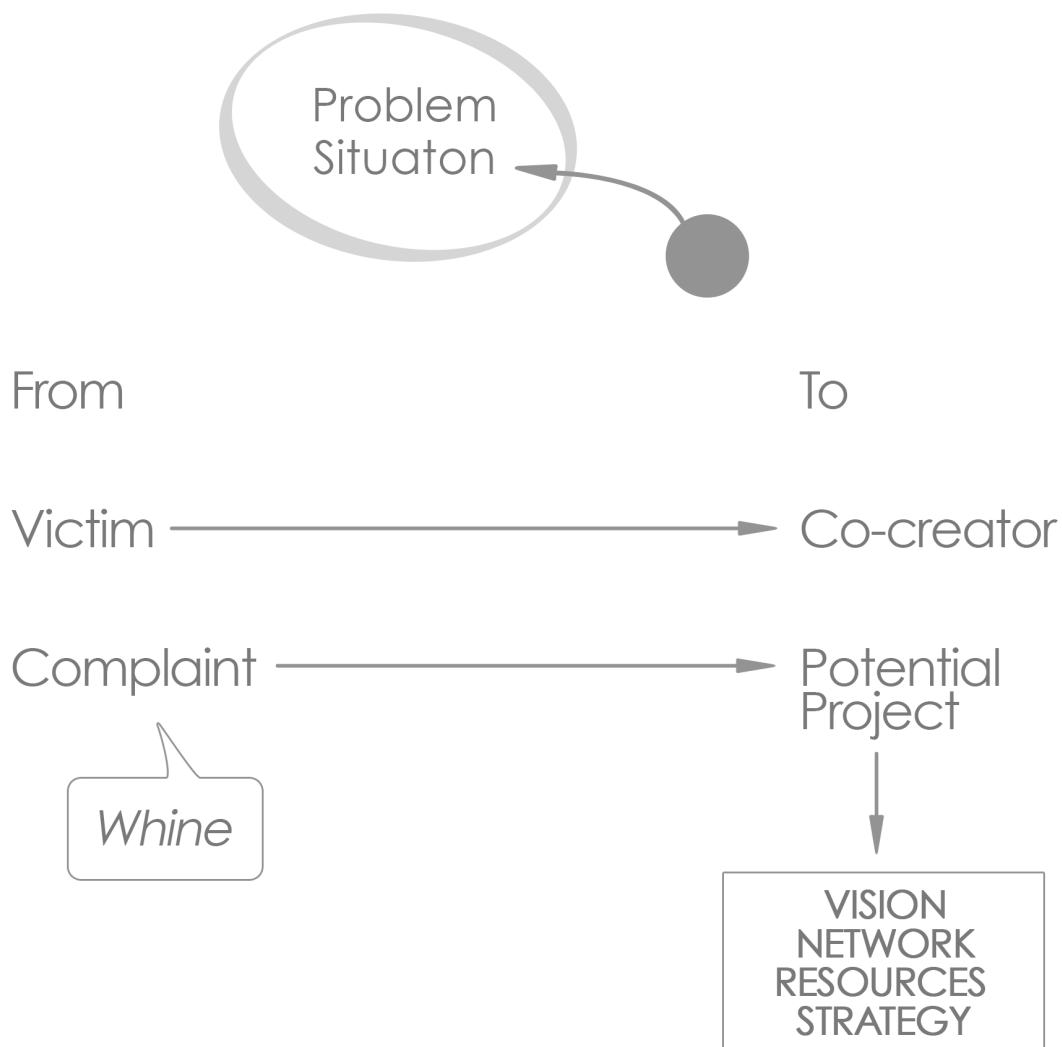 Problem
Situaton
From
To
Victim
Co-creator
Complaint
Potential
Project
Whine
VISION
NETWORK
RESOURCES
STRATEGY